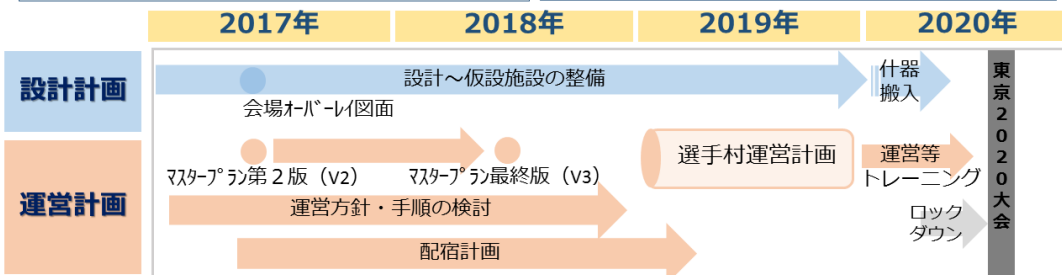 2017年 2018年 2019年 2020年
設計計画
設計～仮設施設の整備
什器
搬入
会場ｵｰﾊﾞｰﾚｲ図面
運営計画
ﾏｽﾀｰﾌﾟﾗﾝ第２版（V2）
ﾏｽﾀｰﾌﾟﾗﾝ最終版（V3）
選手村運営計画
運営等
トレーニング
運営方針・手順の検討
ロック
ダウン
配宿計画
東京２０２０大会